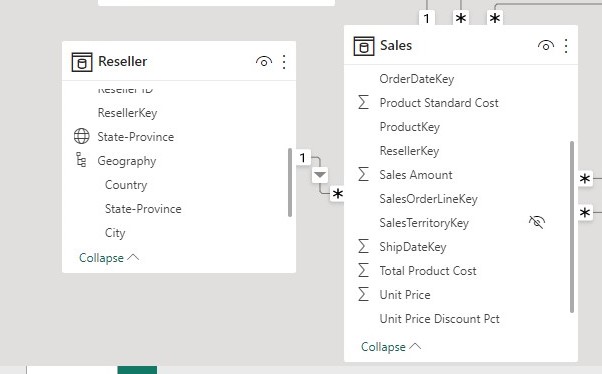 Reseller
Reseller ID
ResellerKey
State-Province
Geography
Country
State-Province
City
Collapse
1
*
1
*
*
Sales
OrderDateKey
Product Standard Cost
ProductKey
ResellerKey
Sales Amount
SalesOrderLineKey
SalesTerritoryKey
ShipDateKey
Total Product Cost
Unit Price
Unit Price Discount Pct
Collapse
*
*